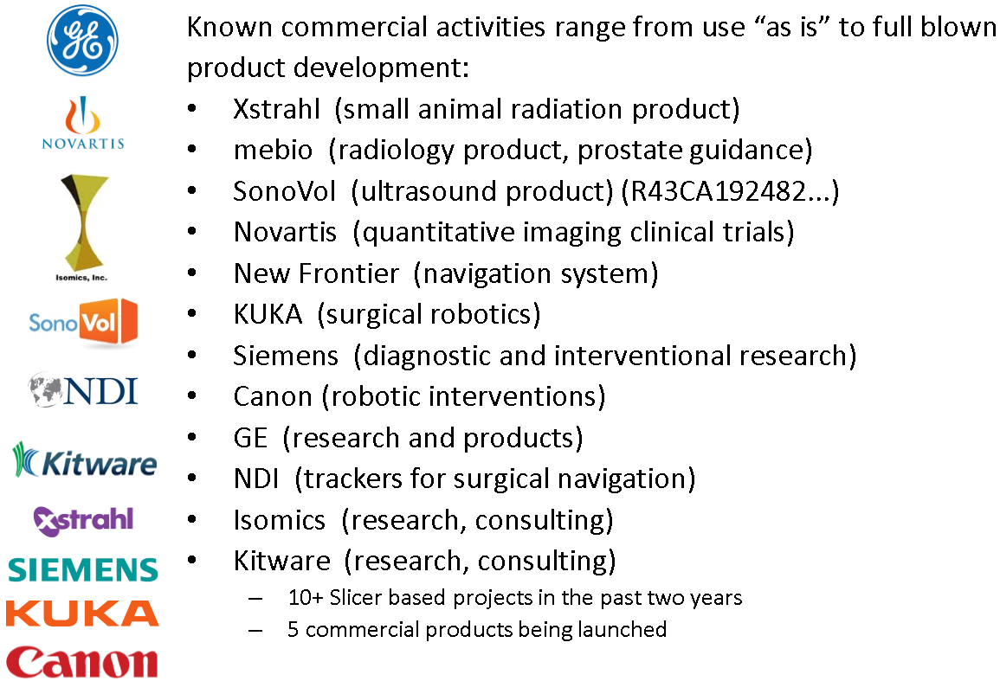 GE
NOVARTIS
Isomics, Inc.
SonoVol
NDI
Kitware
xstrahl
SIEMENS
KUKA
Canon
Known commercial activities range from use “as is” to full blown
product development:
• Xstrahl (small animal radiation product)
• mebio (radiology product, prostate guidance)
• SonoVol (ultrasound product) (R43CA192482...)
• Novartis (quantitative imaging clinical trials)
• New Frontier (navigation system)
• KUKA (surgical robotics)
• Siemens (diagnostic and interventional research)
• Canon (robotic interventions)
• GE (research and products)
• NDI (trackers for surgical navigation)
• Isomics (research, consulting)
• Kitware (research, consulting)
– 10+ Slicer based projects in the past two years
– 5 commercial products being launched